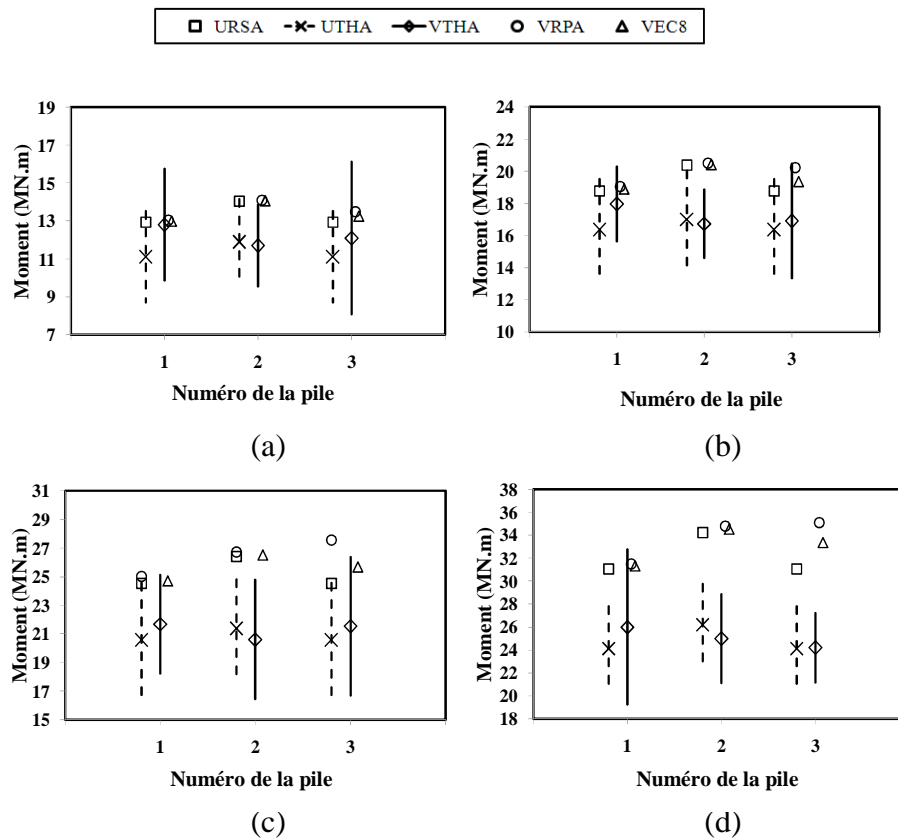 URSA UTHA VTHA VRPA VEC8
19
17
15
13
11
9
7
Moment (MN.m)
1 2 3
Numéro de la pile
(a)
24
22
20
18
16
14
12
10
Moment (MN.m)
1 2 3
Numéro de la pile
(b)
31
29
27
25
23
21
19
17
15
Moment (MN.m)
1 2 3
Numéro de la pile
(c)
38
36
34
32
30
28
26
24
22
20
18
Moment (MN.m)
1 2 3
Numéro de la pile
(d)